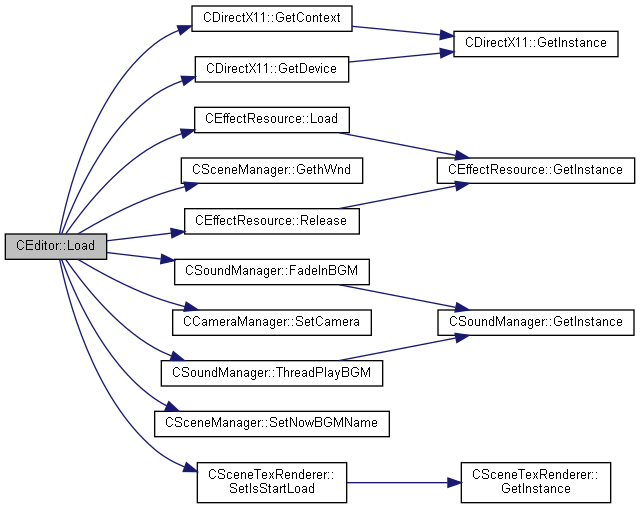 CEditor::Load
CDirectX11::GetContext
CDirectX11::GetDevice
CEffectResource::Load
CSceneManager::GethWnd
CEffectResource::Release
CSoundManager::FadeInBGM
CCameraManager::SetCamera
CSoundManager::ThreadPlayBGM
CSceneManager::SetNowBGMName
CSceneTexRenderer::
SetIsStartLoad
CDirectX11::GetInstance
CEffectResource::GetInstance
CSoundManager::GetInstance
CSceneTexRenderer::
GetInstance